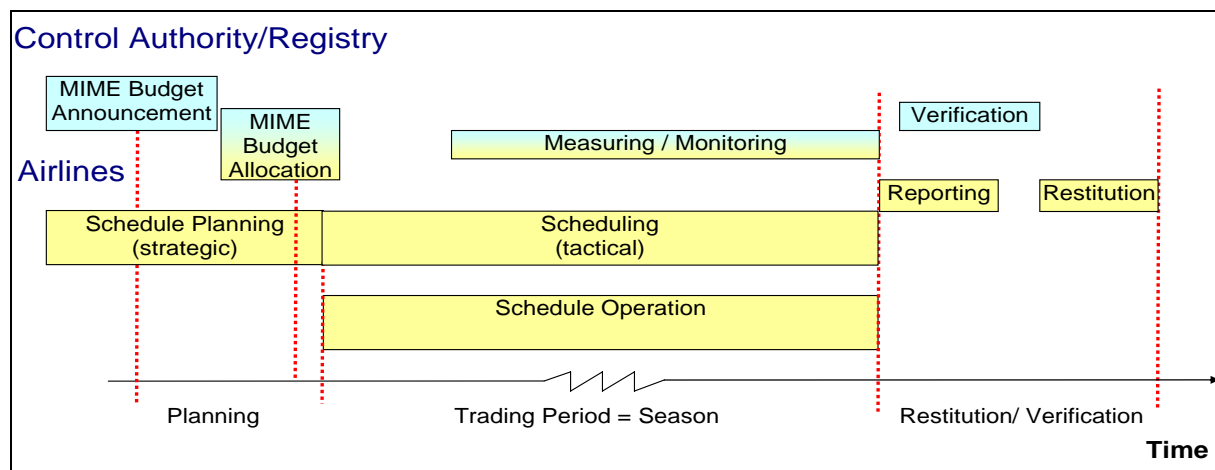 Control Authority/Registry
MIME Budget
Announcement
MIME
Budget
Allocation
Measuring / Monitoring
Verification
Airlines
Reporting
Restitution
Schedule Planning
(strategic)
Scheduling
(tactical)
Schedule Operation
Planning
Trading Period = Season
Restitution/ Verification
Time